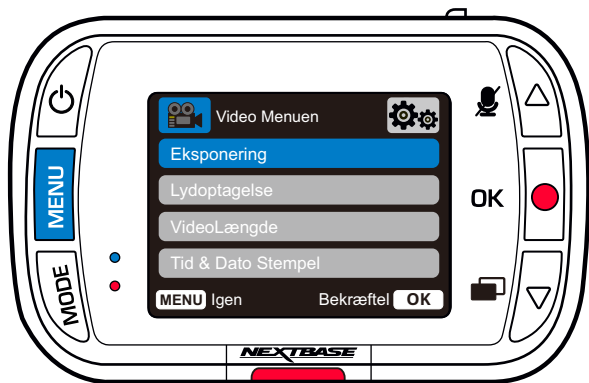 Video Menuen
Eksponering
Lydoptagelse
VideoLængde
Tid & Dato Stempel
MENU Igen Bekræftel OK
MENU
MODE
OK
NEXTBASE